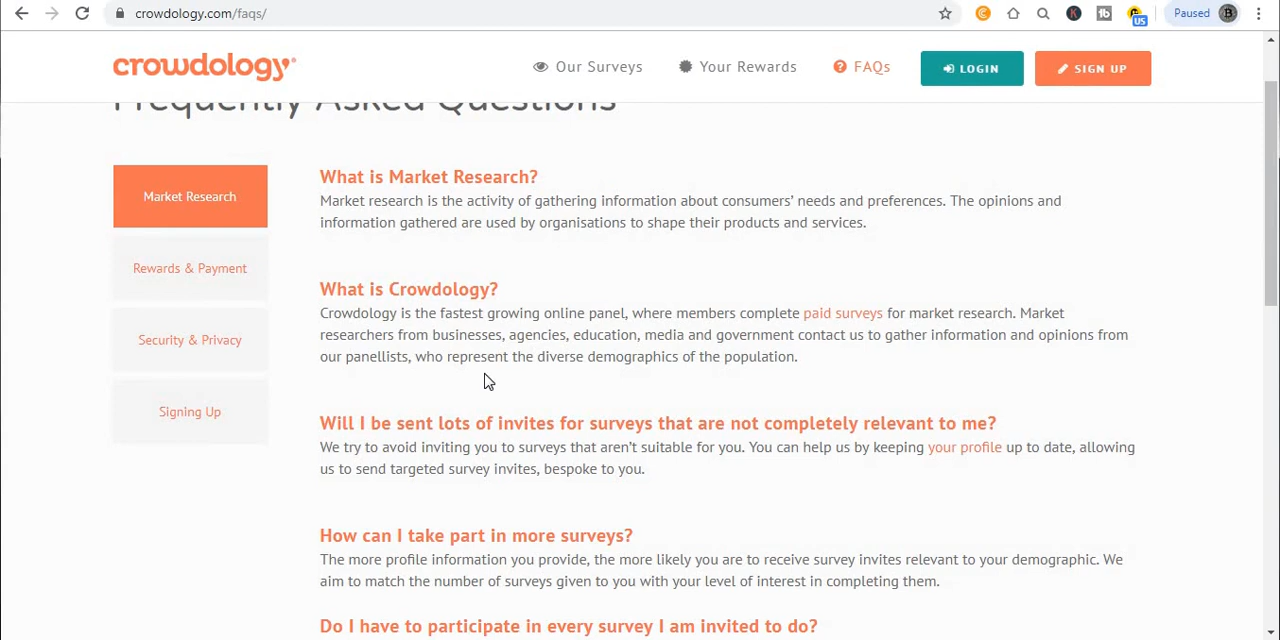 crowdology.com/faqs/
Paused
US
crowdology
Our Surveys
Your Rewards
FAQs
LOGIN
SIGN UP
Frequently Asked Questions
Market Research
Rewards & Payment
Security & Privacy
Signing Up
What is Market Research?
Market research is the activity of gathering information about consumers’ needs and preferences. The opinions and
information gathered are used by organisations to shape their products and services.
What is Crowdology?
Crowdology is the fastest growing online panel, where members complete paid surveys for market research. Market
researchers from businesses, agencies, education, media and government contact us to gather information and opinions from
our panellists, who represent the diverse demographics of the population.
Will I be sent lots of invites for surveys that are not completely relevant to me?
We try to avoid inviting you to surveys that aren’t suitable for you. You can help us by keeping your profile up to date, allowing
us to send targeted survey invites, bespoke to you.
How can I take part in more surveys?
The more profile information you provide, the more likely you are to receive survey invites relevant to your demographic. We
aim to match the number of surveys given to you with your level of interest in completing them.
Do I have to participate in every survey I am invited to do?